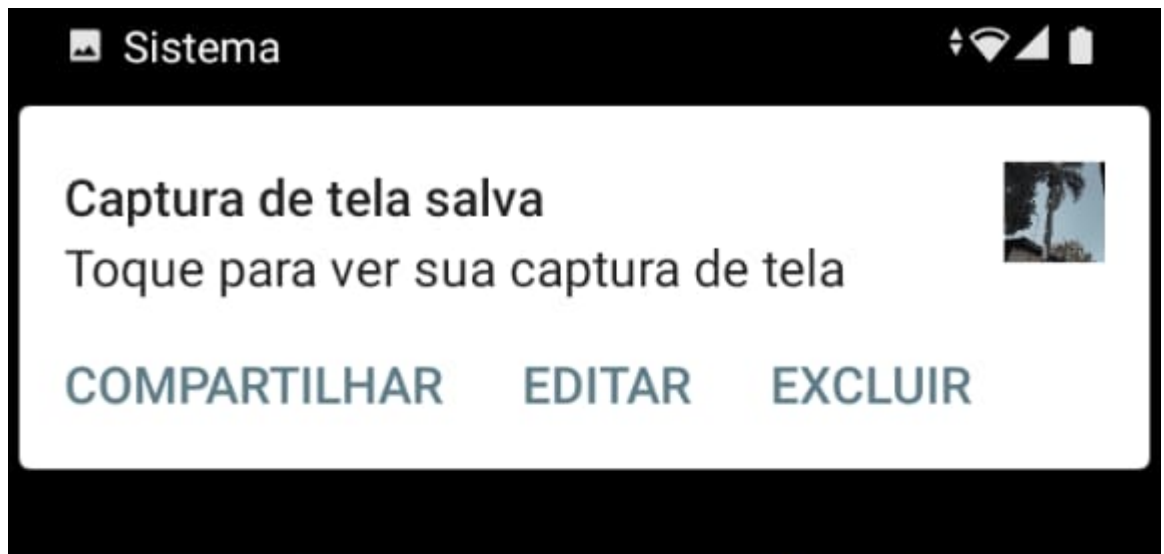 Sistema
Captura de tela salva
Toque para ver sua captura de tela
COMPARTILHAR EDITAR EXCLUIR